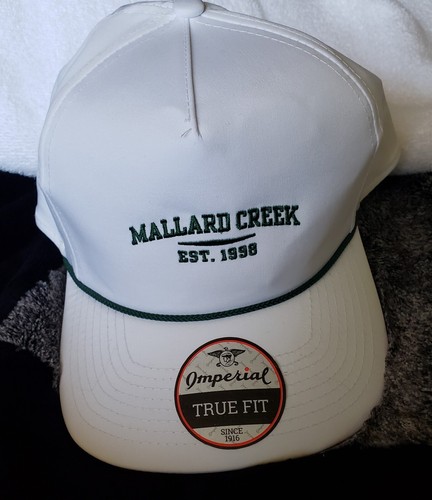 MALLARD CREEK
EST. 1998
Imperial
TRUE FIT
SINCE
1916